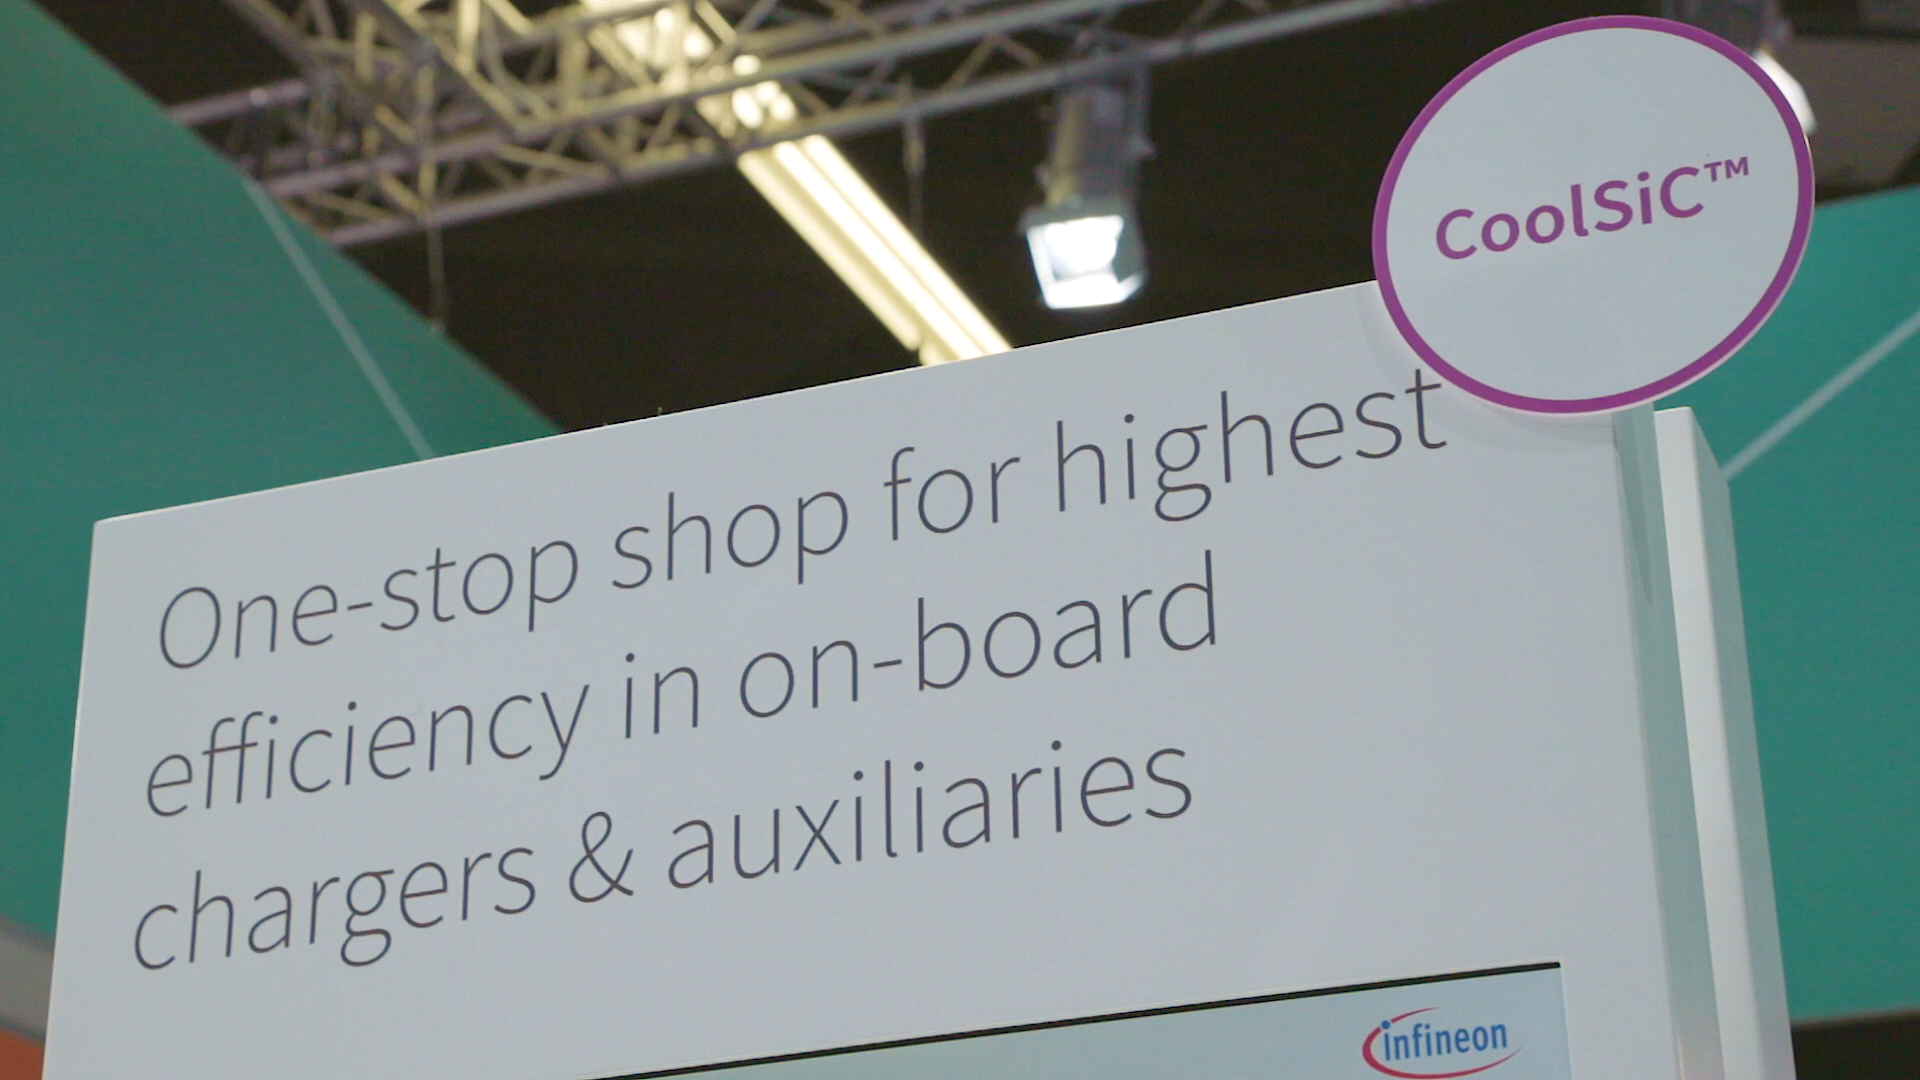 CoolSiC™
One-stop shop for highest
efficiency in on-board
chargers & auxiliaries
infineon